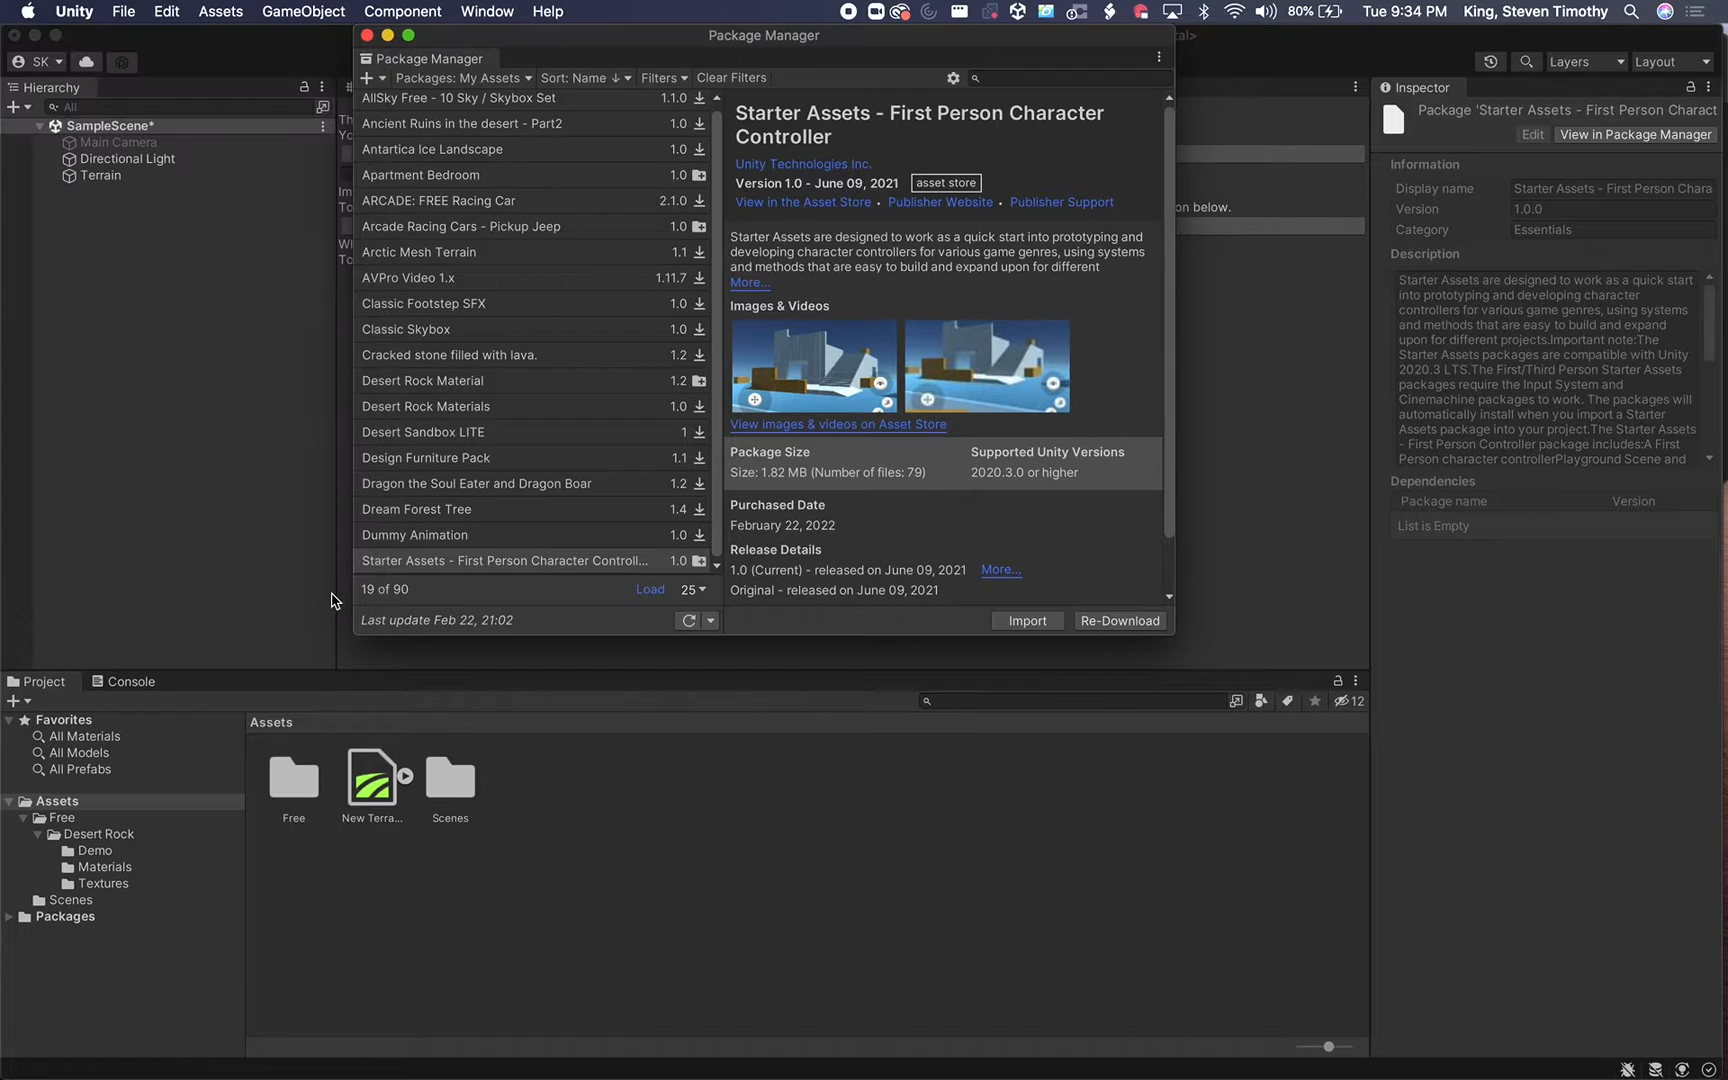 Unity File Edit Assets GameObject Component Window Help
80% Tue 9:34 PM King, Steven Timothy
Package Manager
SK
Layers
Layout
Hierarchy
All
SampleScene*
Main Camera
Directional Light
Terrain
Package Manager
Packages: My Assets Sort: Name ↓ Filters Clear Filters
AllSky Free - 10 Sky / Skybox Set 1.1.0
Ancient Ruins in the desert - Part2 1.0
Antartica Ice Landscape 1.0
Apartment Bedroom 1.0
ARCADE: FREE Racing Car 2.1.0
Arcade Racing Cars - Pickup Jeep 1.0
Arctic Mesh Terrain 1.1
AVPro Video 1.x 1.11.7
Classic Footstep SFX 1.0
Classic Skybox 1.0
Cracked stone filled with lava. 1.2
Desert Rock Material 1.2
Desert Rock Materials 1.0
Desert Sandbox LITE 1
Design Furniture Pack 1.1
Dragon the Soul Eater and Dragon Boar 1.2
Dream Forest Tree 1.4
Dummy Animation 1.0
Starter Assets - First Person Character Controll... 1.0
19 of 90 Load 25
Last update Feb 22, 21:02
Starter Assets - First Person Character
Controller
Unity Technologies Inc.
Version 1.0 - June 09, 2021 asset store
View in the Asset Store • Publisher Website • Publisher Support
Starter Assets are designed to work as a quick start into prototyping and
developing character controllers for various game genres, using systems
and methods that are easy to build and expand upon for different
More...
Images & Videos
View images & videos on Asset Store
Package Size Supported Unity Versions
Size: 1.82 MB (Number of files: 79) 2020.3.0 or higher
Purchased Date
February 22, 2022
Release Details
1.0 (Current) - released on June 09, 2021 More...
Original - released on June 09, 2021
Import Re-Download
on below.
Inspector
Package 'Starter Assets - First Person Charact
Edit View in Package Manager
Information
Display name Starter Assets - First Person Chara
Version 1.0.0
Category Essentials
Description
Starter Assets are designed to work as a quick start
into prototyping and developing character
controllers for various game genres, using systems
and methods that are easy to build and expand
upon for different projects.Important note:The
Starter Assets packages are compatible with Unity
2020.3 LTS.The First/Third Person Starter Assets
packages require the Input System and
Cinemachine packages to work. The packages will
automatically install when you import a Starter
Assets package into your project.The Starter Assets
- First Person Controller package includes:A First
Person character controllerPlayground Scene and
Dependencies
Package name Version
List is Empty
Project Console
12
Favorites
All Materials
All Models
All Prefabs
Assets
Free
Desert Rock
Demo
Materials
Textures
Scenes
Packages
Assets
Free New Terra... Scenes